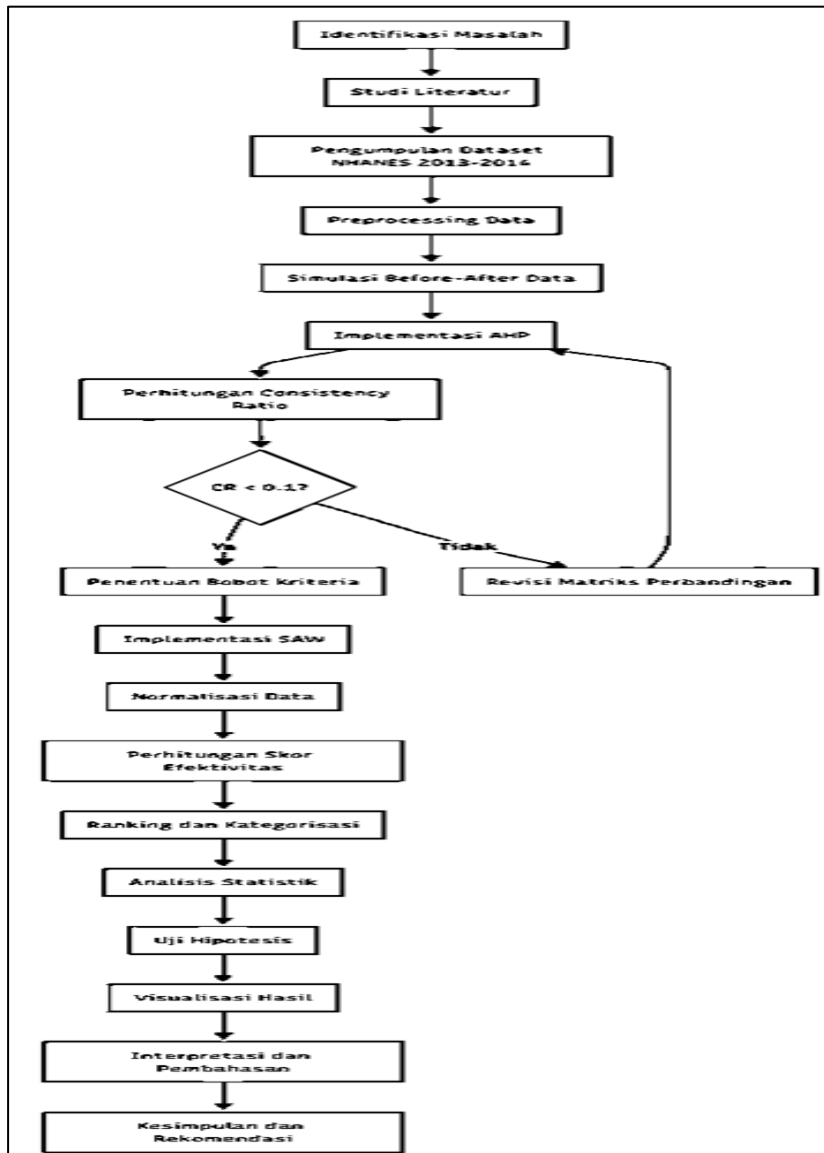 Identifikasi Masalah
Studi Literatur
Pengumpulan Dataset
NHANES 2013-2014
Preprocessing Data
Simulasi Before-After Data
Implementasi AHP
Perhitungan Consistency
Ratio
CR < 0.1?
Ya
Tidak
Penentuan Bobot Kriteria
Revisi Matriks Perbandingan
Implementasi SAW
Normalisasi Data
Perhitungan Skor
Efektivitas
Ranking dan Kategorisasi
Analisis Statistik
Uji Hipotesis
Visualisasi Hasil
Interpretasi dan
Pembahasan
Kesimpulan dan
Rekomendasi